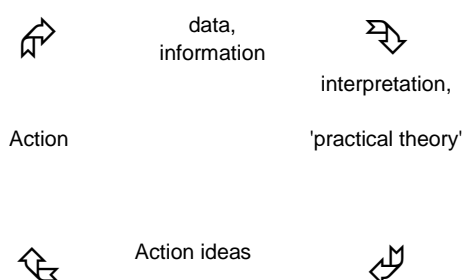 data,
information
interpretation,
Action
'practical theory'
Action ideas